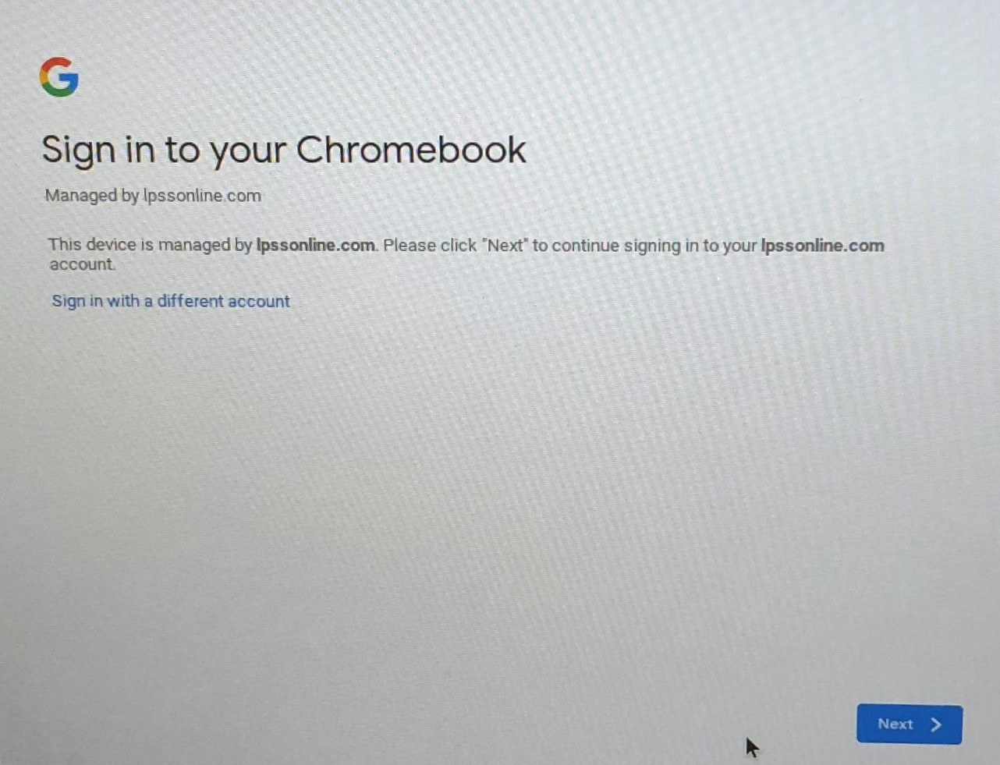 G
Sign in to your Chromebook
Managed by lpssonline.com
This device is managed by lpssonline.com. Please click "Next" to continue signing in to your lpssonline.com
account.
Sign in with a different account
Next